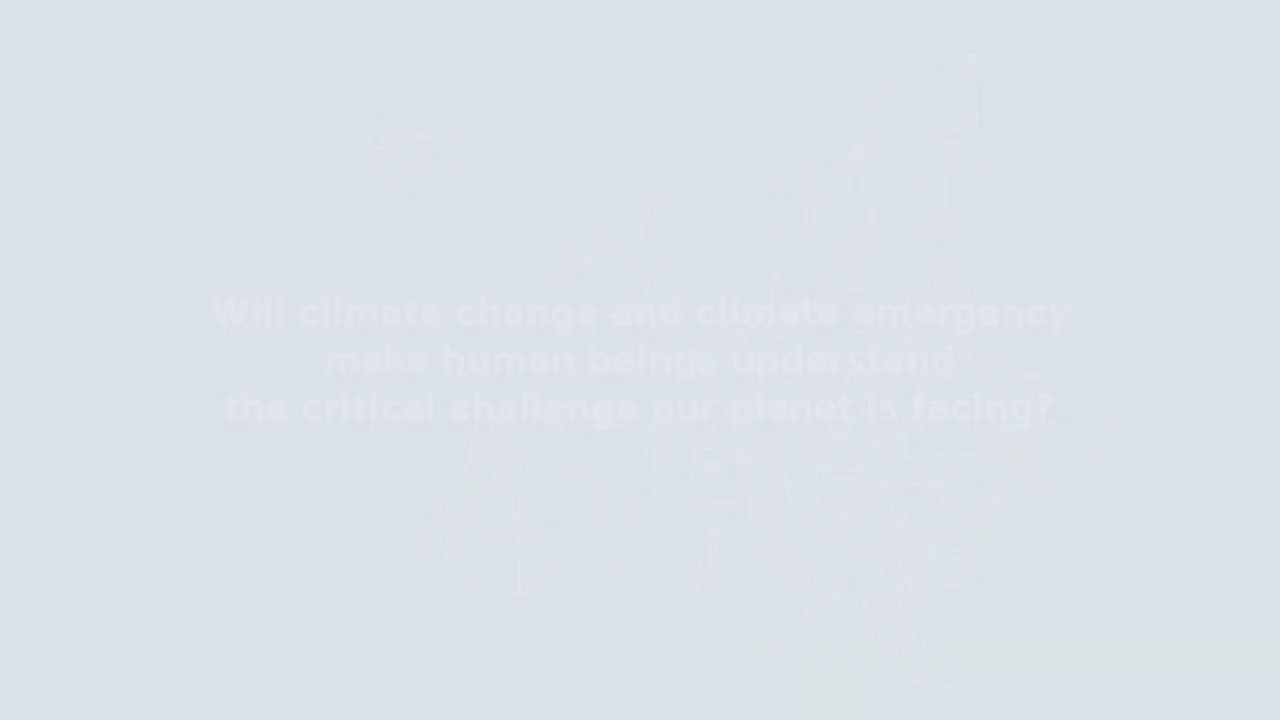 Will climate change and climate emergency
make human beings understand
the critical challenge our planet is facing?